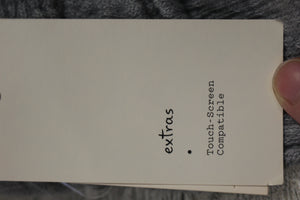 extras
• Touch-Screen
Compatible